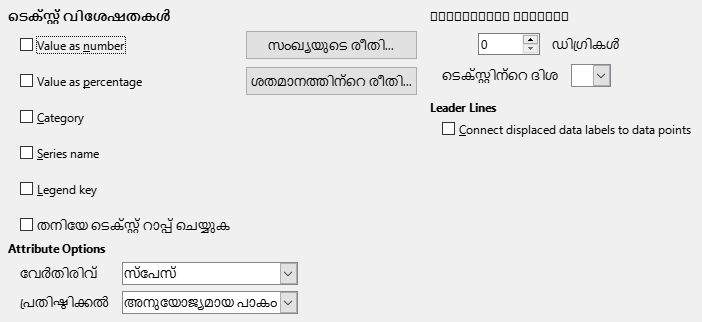 ടെക്സ്റ്റ് വിശേഷതകൾ
Value as number
സംഖ്യയുടെ രീതി...
Value as percentage
ശതമാനത്തിന്റെ രീതി...
Category
Series name
Legend key
തനിയേ ടെക്സ്റ്റ് റാപ്പ് ചെയ്യുക
Attribute Options
വേർതിരിവ്
സ്പേസ്
പ്രതിഷ്ഠിക്കൽ
അനുയോജ്യമായ പാകം
0
ഡിഗ്രികൾ
ടെക്സ്റ്റിന്റെ ദിശ
Leader Lines
Connect displaced data labels to data points